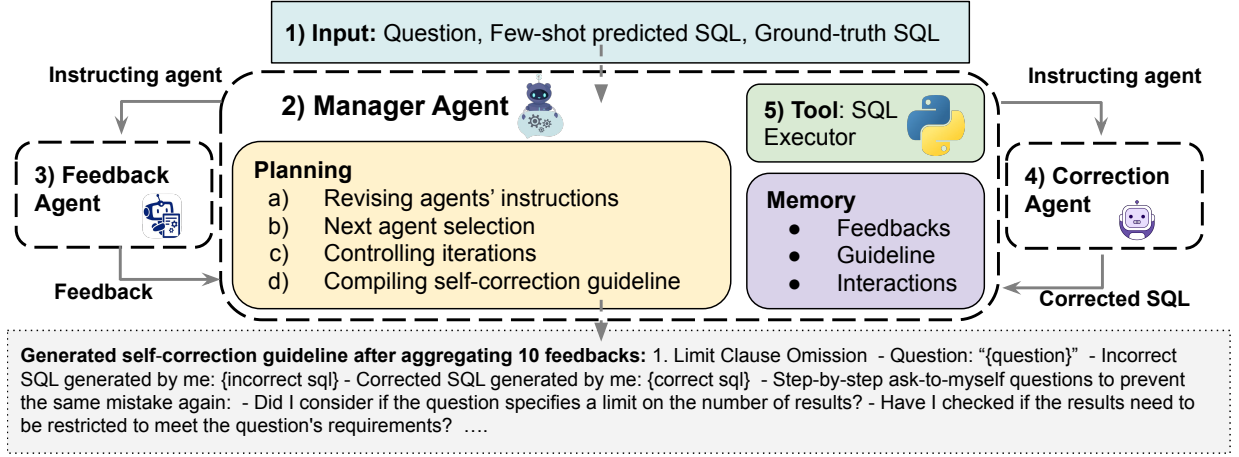 1) Input: Question, Few-shot predicted SQL, Ground-truth SQL
Instructing agent
Instructing agent
2) Manager Agent
5) Tool: SQL
Executor
3) Feedback
Agent
4) Correction
Agent
Planning
a) Revising agents’ instructions
b) Next agent selection
c) Controlling iterations
d) Compiling self-correction guideline
Memory
● Feedbacks
● Guideline
● Interactions
Feedback
Corrected SQL
Generated self-correction guideline after aggregating 10 feedbacks: 1. Limit Clause Omission - Question: “{question}” - Incorrect
SQL generated by me: {incorrect sql} - Corrected SQL generated by me: {correct sql} - Step-by-step ask-to-myself questions to prevent
the same mistake again: - Did I consider if the question specifies a limit on the number of results? - Have I checked if the results need to
be restricted to meet the question's requirements? ....